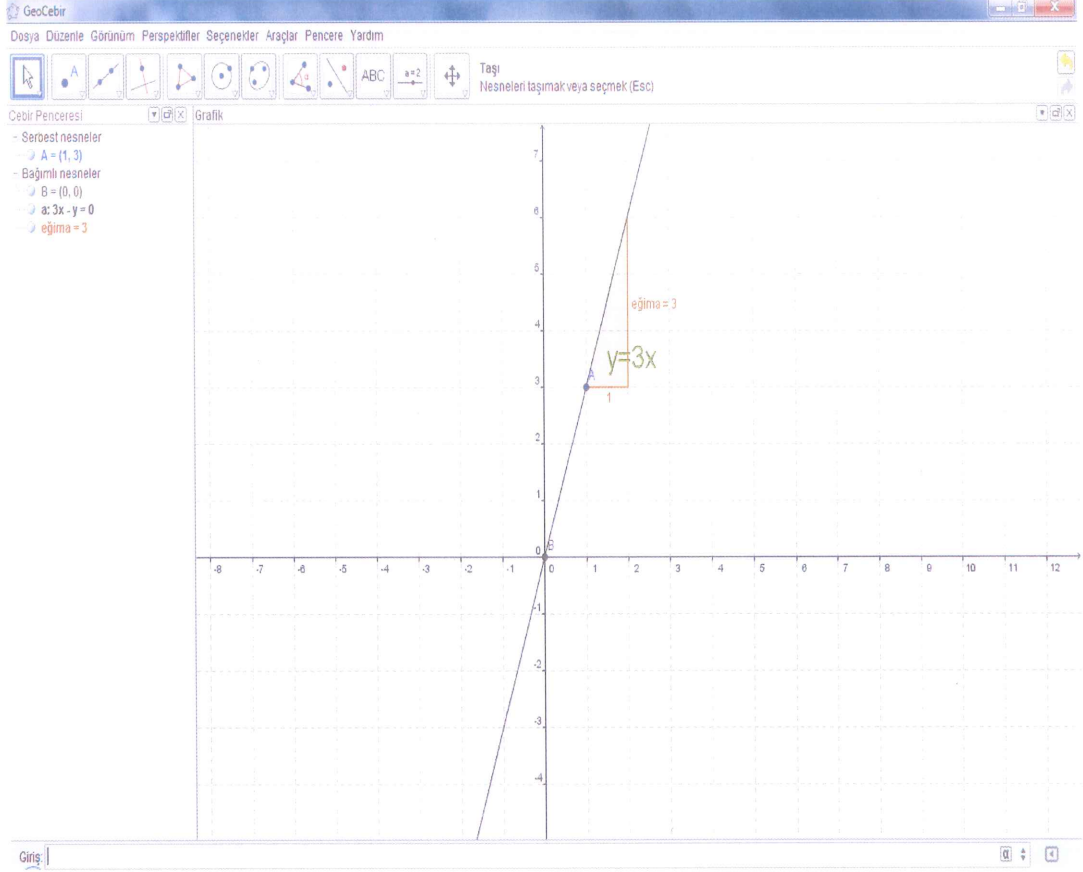 GeoCebir
Dosya Düzenle Görünüm Perspektifler Seçenekler Araçlar Pencere Yardım
A
α
ABC
a=2
Taşı
Nesneleri taşımak veya seçmek (Esc)
Cebir Penceresi
Grafik
Serbest nesneler
A = (1, 3)
Bağımlı nesneler
B = (0, 0)
a: 3x - y = 0
eğima = 3
7
6
5
eğima = 3
4
y=3x
A
3
1
2
1
0
B
-8 -7 -6 -5 -4 -3 -2 -1 0 1 2 3 4 5 6 7 8 9 10 11 12
-1
-2
-3
-4
Giriş:
α